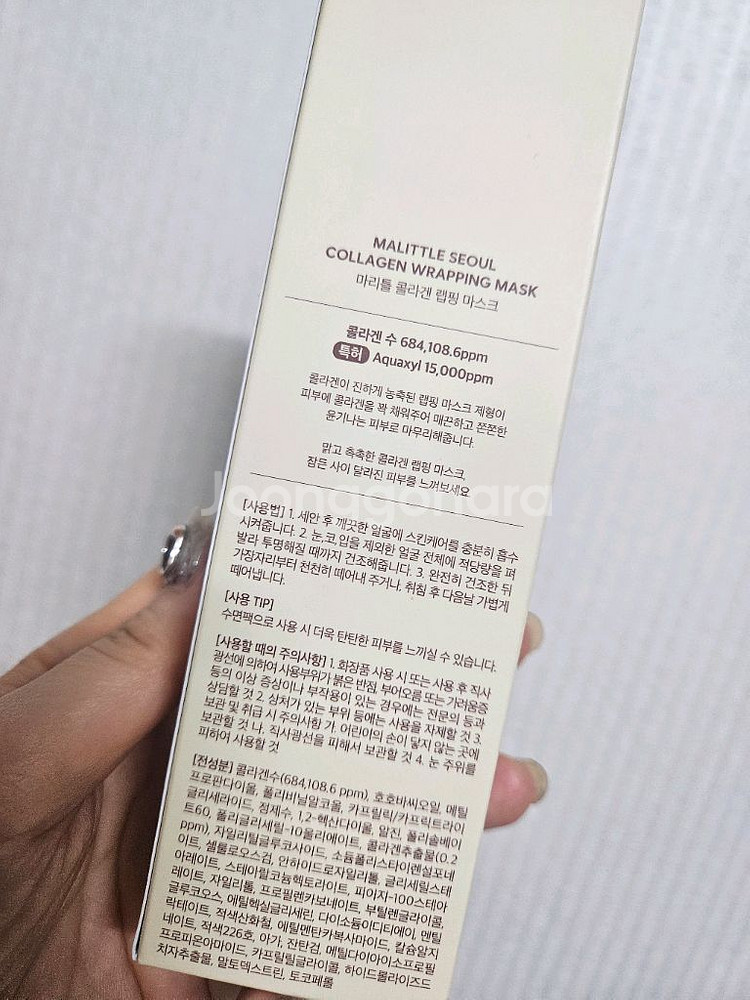 MALITTLE SEOUL
COLLAGEN WRAPPING MASK
마리틀 콜라겐 랩핑 마스크
콜라겐 수 684,108.6ppm
특허 Aquaxyl 15,000ppm
콜라겐이 진하게 농축된 랩핑 마스크 제형이
피부에 콜라겐을 꽉 채워주어 매끈하고 쫀쫀한
윤기나는 피부로 마무리해줍니다.
맑고 촉촉한 콜라겐 랩핑 마스크,
잠든 사이 달라진 피부를 느껴보세요
Joonggonara
[사용법] 1. 세안 후 깨끗한 얼굴에 스킨케어를 충분히 흡수
시켜줍니다. 2. 눈,코,입을 제외한 얼굴 전체에 적당량을 펴
발라 투명해질 때까지 건조해줍니다. 3. 완전히 건조한 뒤
가장자리부터 천천히 떼어내 주거나, 취침 후 다음날 가볍게
떼어냅니다.
[사용 TIP]
수면팩으로 사용 시 더욱 탄탄한 피부를 느끼실 수 있습니다.
[사용할 때의 주의사항] 1. 화장품 사용 시 또는 사용 후 직사
광선에 의하여 사용부위가 붉은 반점, 부어오름 또는 가려움증
등의 이상 증상이나 부작용이 있는 경우에는 전문의 등과
상담할 것 2. 상처가 있는 부위 등에는 사용을 자제할 것 3.
보관 및 취급 시 주의사항 가. 어린이의 손이 닿지 않는 곳에
보관할 것 나. 직사광선을 피해서 보관할 것 4. 눈 주위를
피하여 사용할 것
[전성분] 콜라겐수(684,108.6 ppm), 호호바씨오일, 메틸
프로판다이올, 폴리비닐알코올, 카프릴릭/카프릭트라이
글리세라이드, 정제수, 1,2-헥산다이올, 알진, 폴리솔베이
트60, 폴리글리세릴-10올리에이트, 콜라겐추출물(0.2
ppm), 자일리틸글루코사이드, 소듐폴리스타이렌설포네
이트, 셀룰로오스검, 안하이드로자일리톨, 글리세릴스테
아레이트, 스테아랄코늄헥토라이트, 피이지-100스테아
레이트, 자일리톨, 프로필렌카보네이트, 부틸렌글라이콜,
글루코오스, 에틸헥실글리세린, 다이소듐이디티에이, 멘틸
락테이트, 적색산화철, 에틸멘탄카복사마이드, 칼슘알지
네이트, 적색226호, 아가, 잔탄검, 메틸다이아이소프로필
프로피온아마이드, 카프릴릴글라이콜, 하이드롤라이즈드
치자추출물, 말토덱스트린, 토코페롤